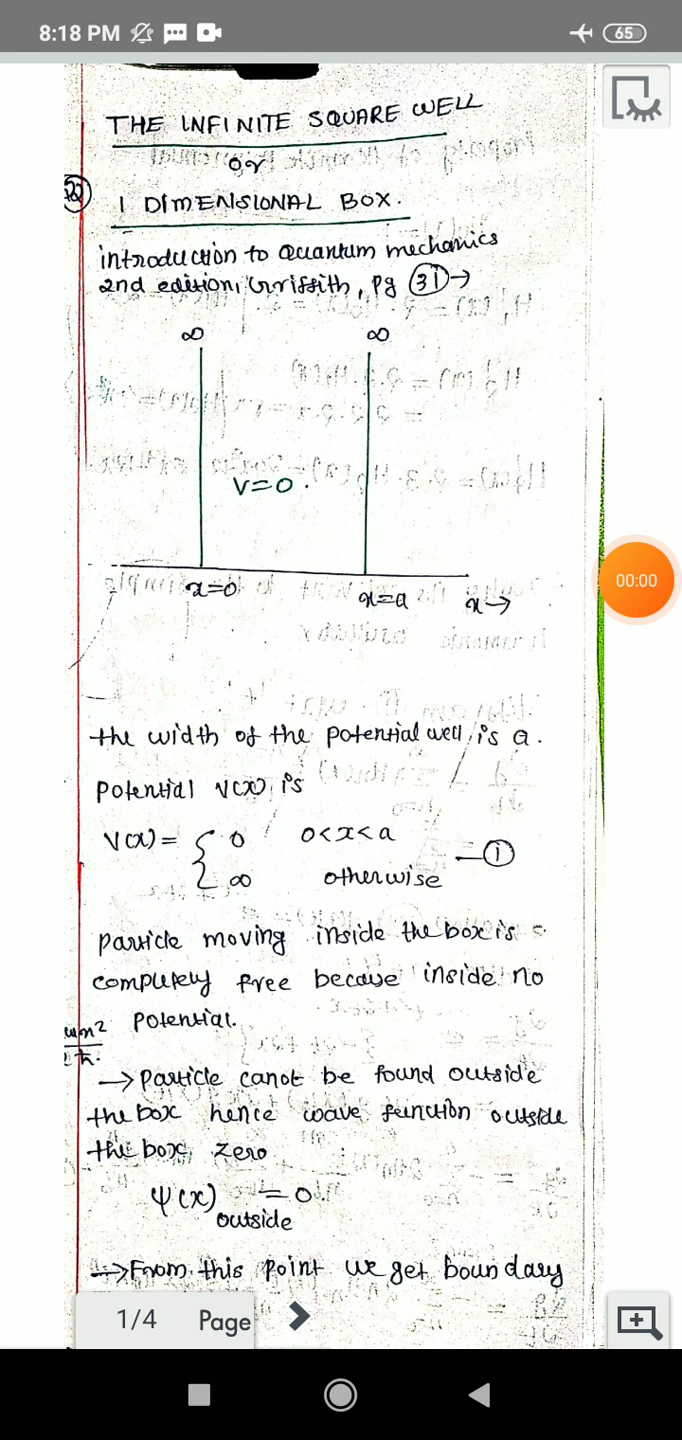 8:18 PM
65
THE INFINITE SQUARE WELL
or
1 DIMENSIONAL BOX.
introduction to Quantum mechanics
2nd edition, Griffith, Pg 31 →
∞ ∞
V=0.
x=0 x=a x→
00:00
the width of the potential well is a.
Potential V(x) is
V(x) = { 0 0<x<a
∞ otherwise — 1
Particle moving inside the box is
completely free because inside no
Potential.
→ Particle canot be found outside
the box hence wave function outside
the box zero
Ψ(x) outside = 0
→ From this point we get boundary
1/4 Page